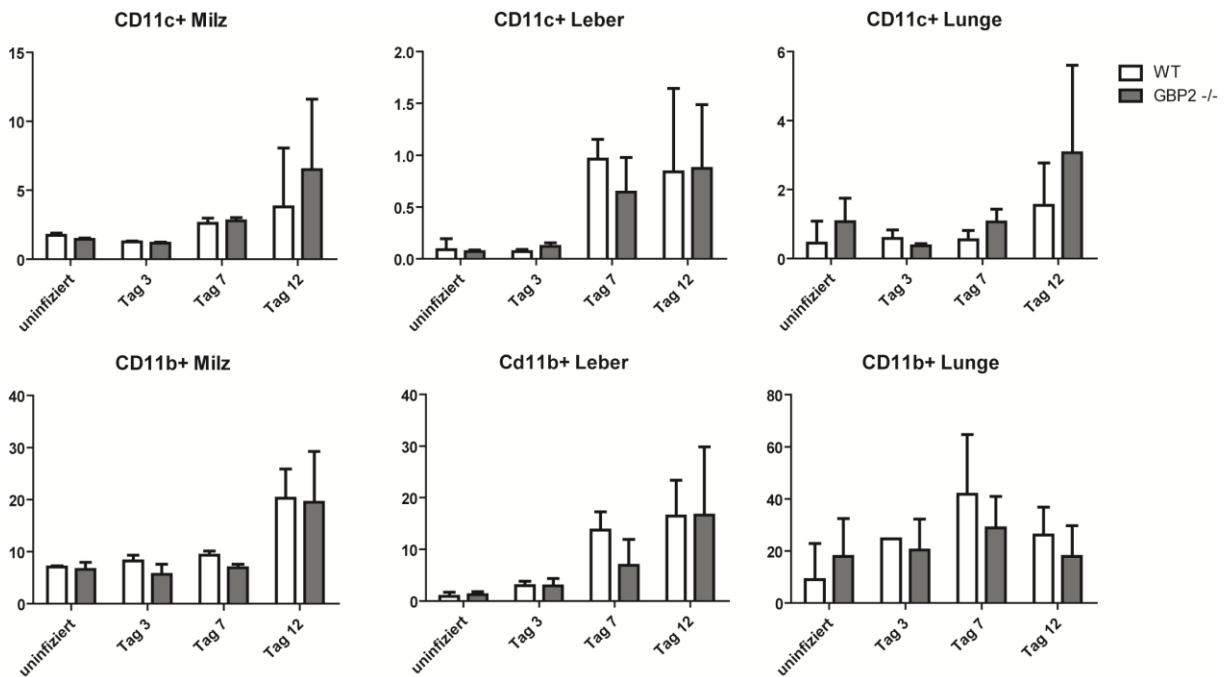 CD11c+ Milz
15
10
5
0
uninfiziert
Tag 3
Tag 7
Tag 12
CD11c+ Leber
2.0
1.5
1.0
0.5
0.0
uninfiziert
Tag 3
Tag 7
Tag 12
CD11c+ Lunge
6
4
2
0
uninfiziert
Tag 3
Tag 7
Tag 12
WT
GBP2 -/-
CD11b+ Milz
40
30
20
10
0
uninfiziert
Tag 3
Tag 7
Tag 12
Cd11b+ Leber
40
30
20
10
0
uninfiziert
Tag 3
Tag 7
Tag 12
CD11b+ Lunge
80
60
40
20
0
uninfiziert
Tag 3
Tag 7
Tag 12